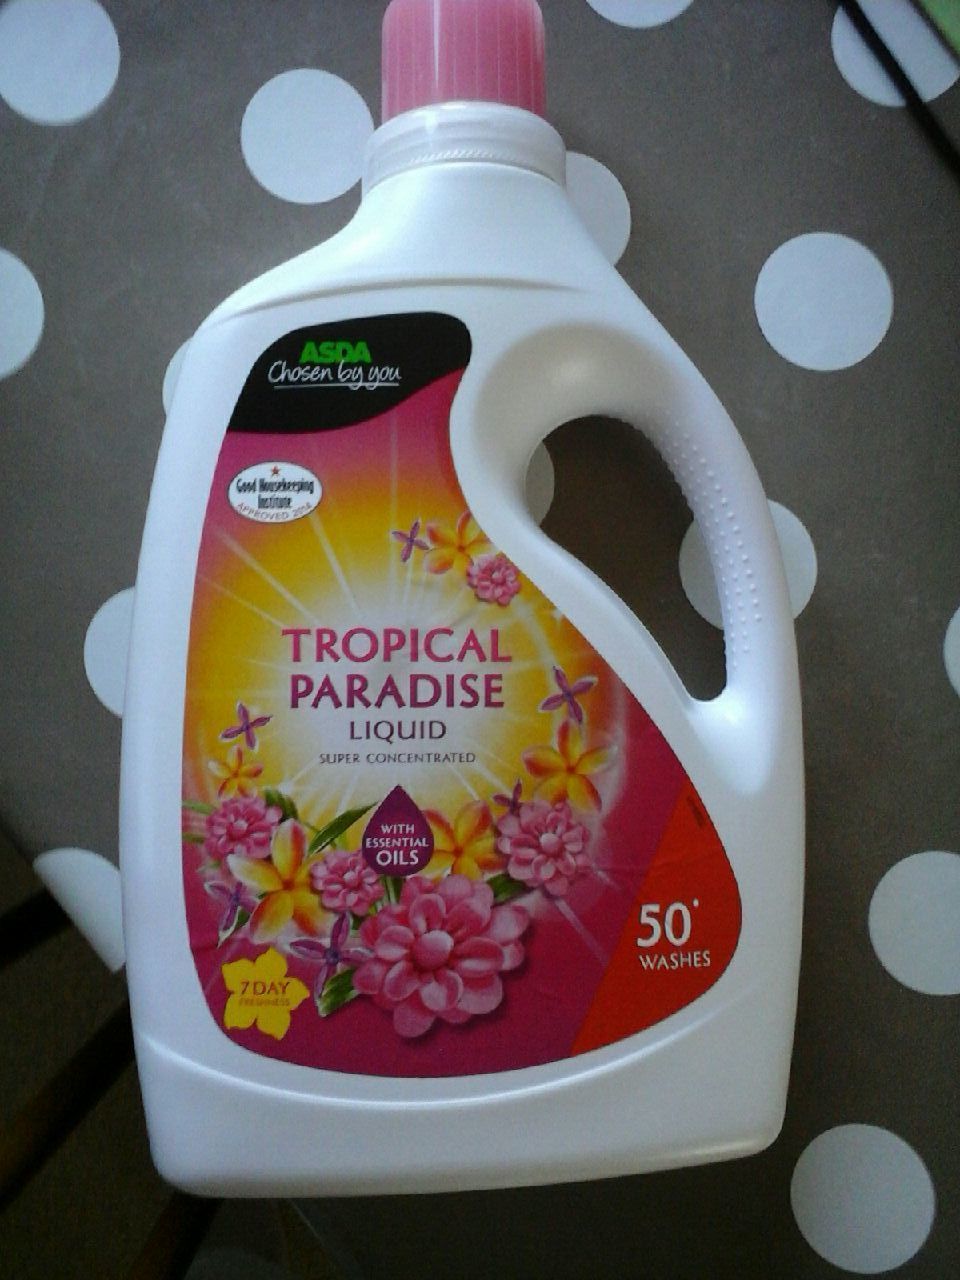 ASDA
Chosen by you
Good Housekeeping
Institute
APPROVED 2014
TROPICAL
PARADISE
LIQUID
SUPER CONCENTRATED
WITH
ESSENTIAL
OILS
50*
WASHES
7 DAY
FRESHNESS